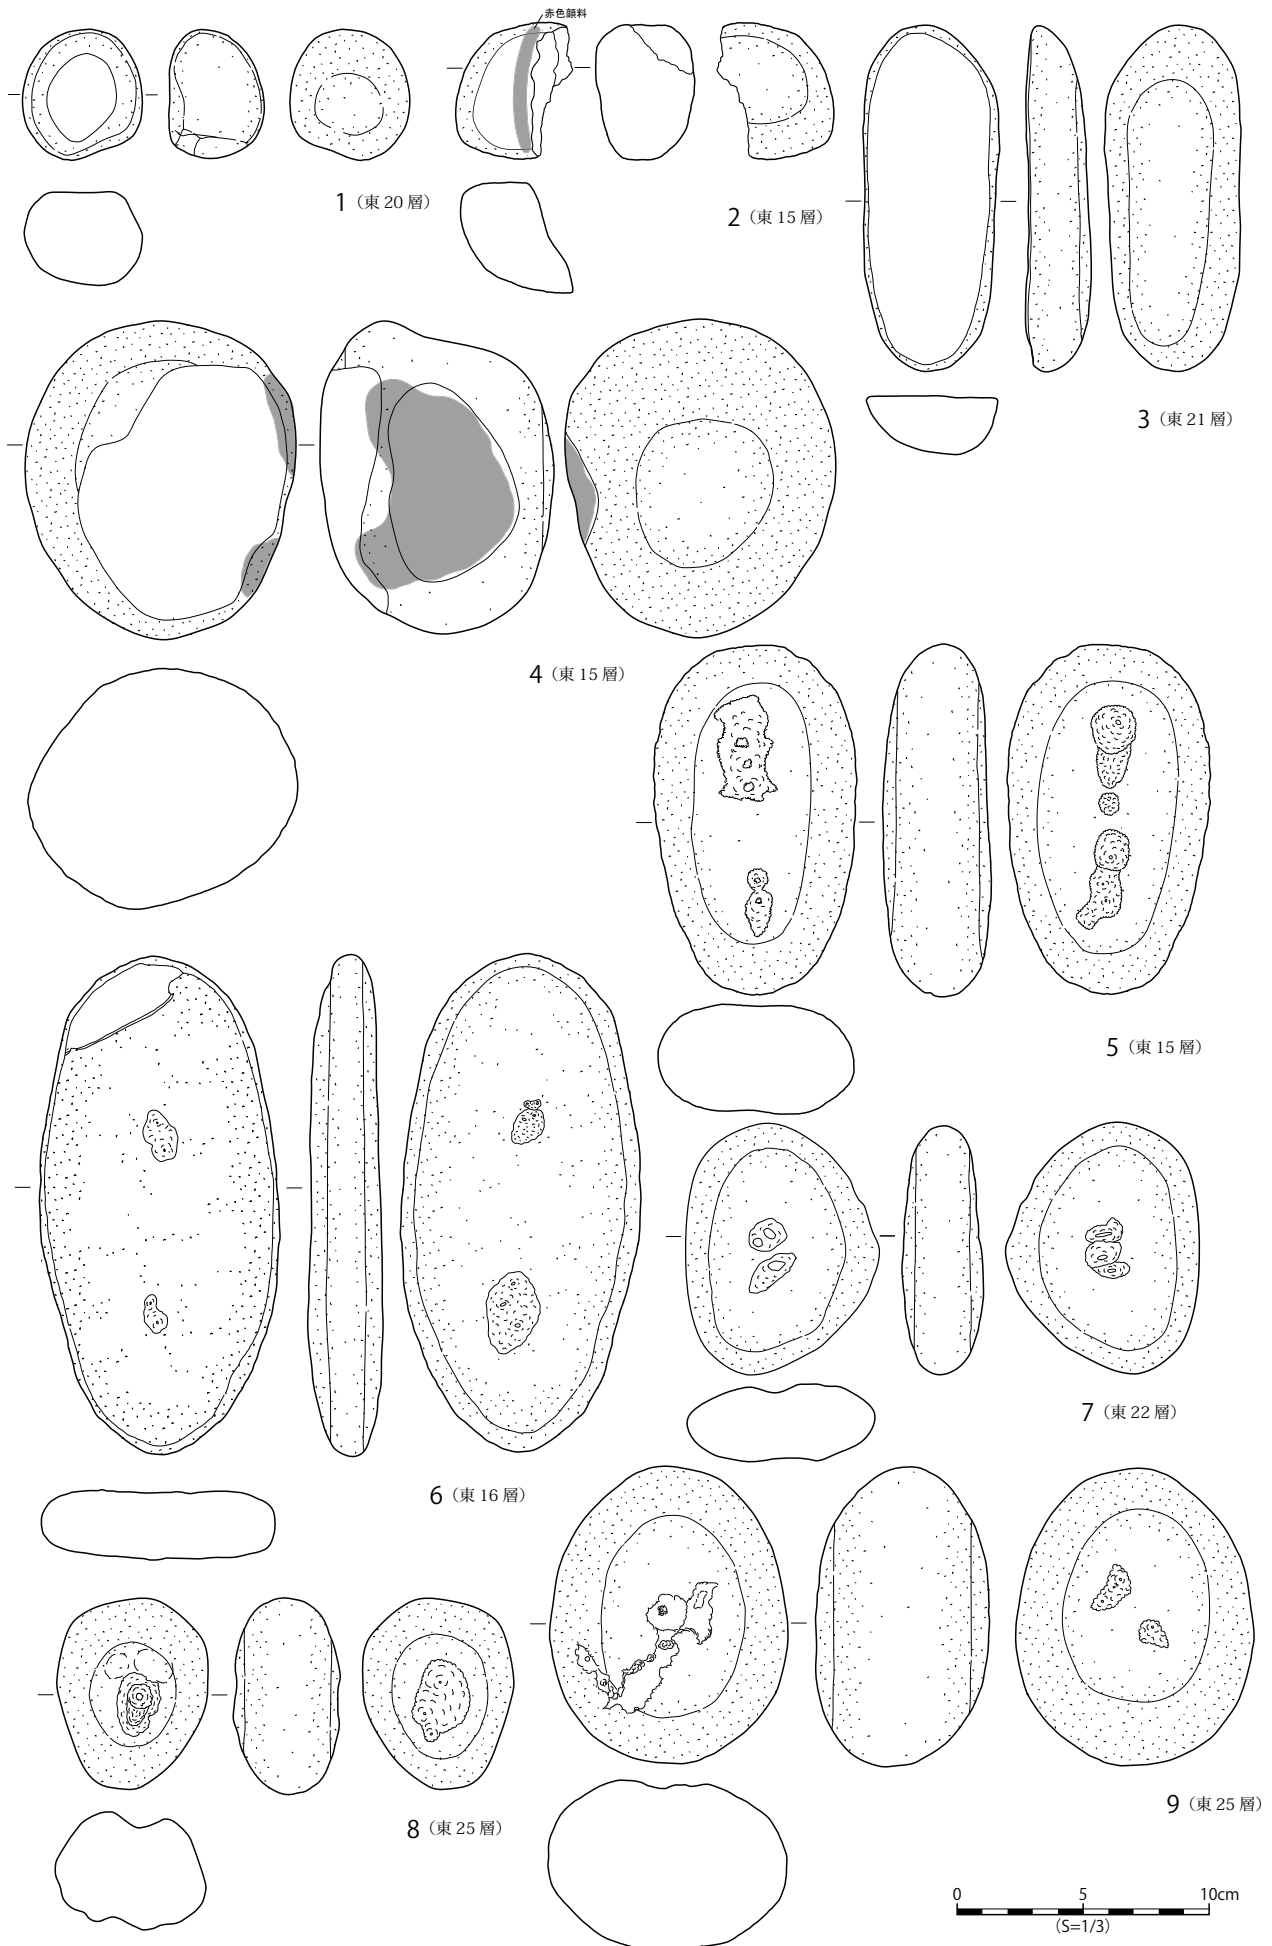 赤色顔料
1（東 20 層）
2（東 15 層）
3（東 21 層）
4（東 15 層）
5（東 15 層）
6（東 16 層）
7（東 22 層）
8（東 25 層）
9（東 25 層）
0 5 10cm
（S=1/3）